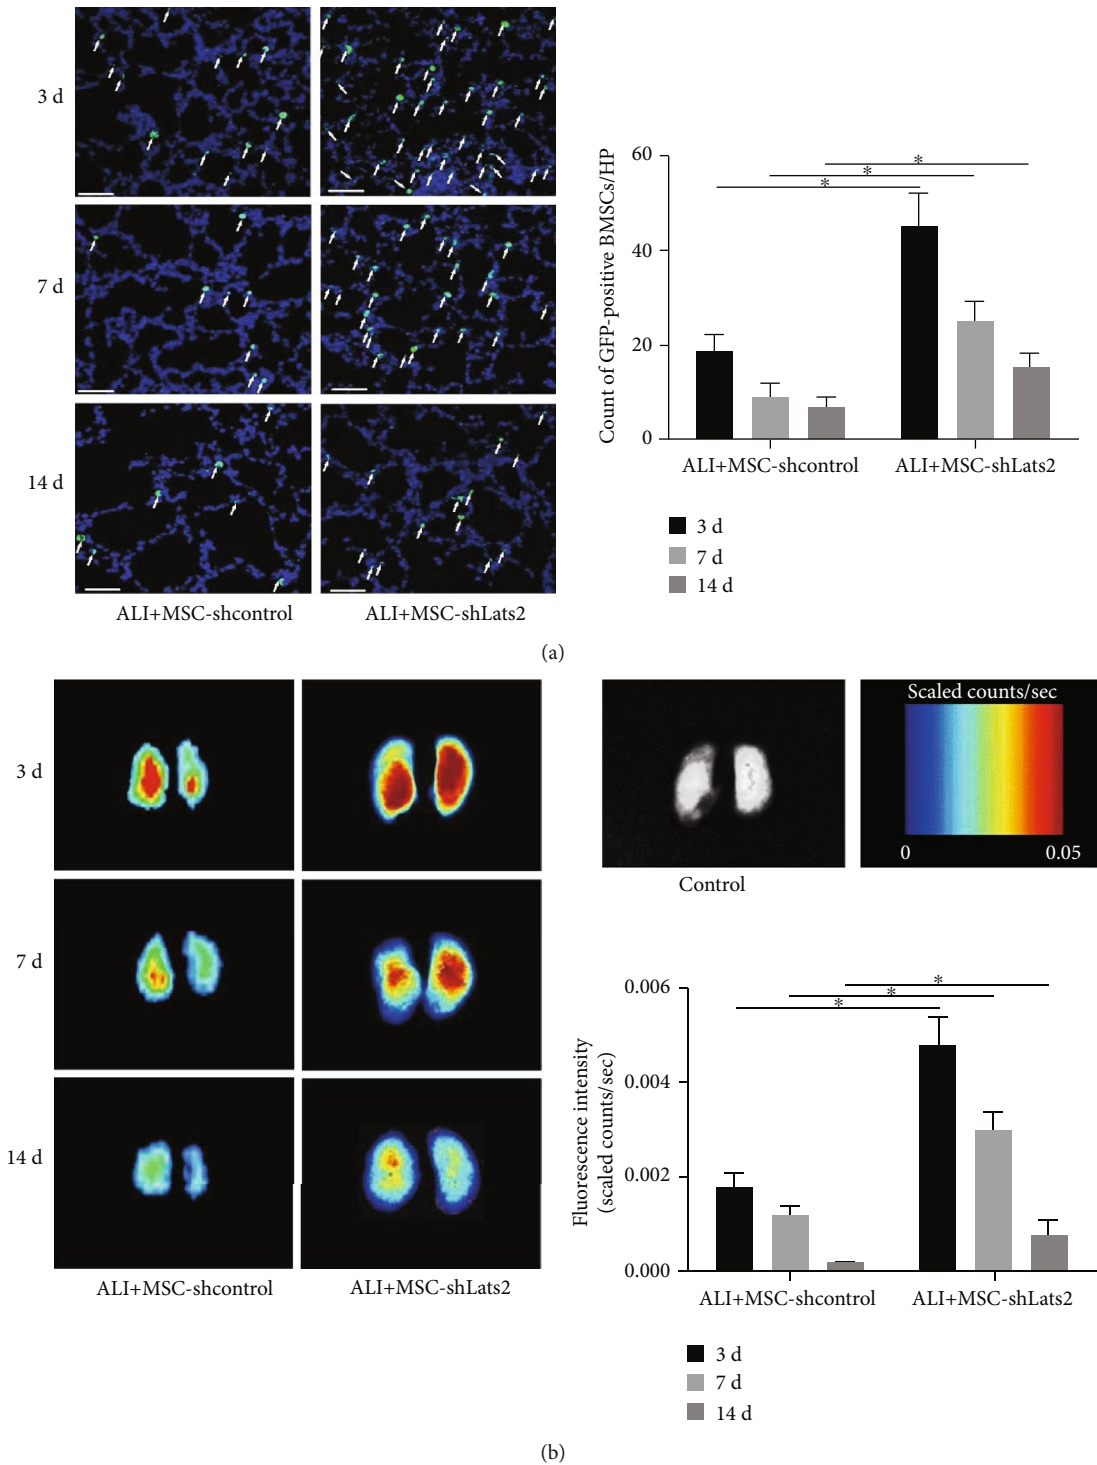 3 d
7 d
14 d
ALI+MSC-shcontrol
ALI+MSC-shLats2
Count of GFP-positive BMSCs/HP
60
40
20
0
*
*
*
ALI+MSC-shcontrol
ALI+MSC-shLats2
3 d
7 d
14 d
(a)
3 d
7 d
14 d
ALI+MSC-shcontrol
ALI+MSC-shLats2
Control
Scaled counts/sec
0
0.05
Fluorescence intensity
(scaled counts/sec)
0.006
0.004
0.002
0.000
*
*
*
ALI+MSC-shcontrol
ALI+MSC-shLats2
3 d
7 d
14 d
(b)